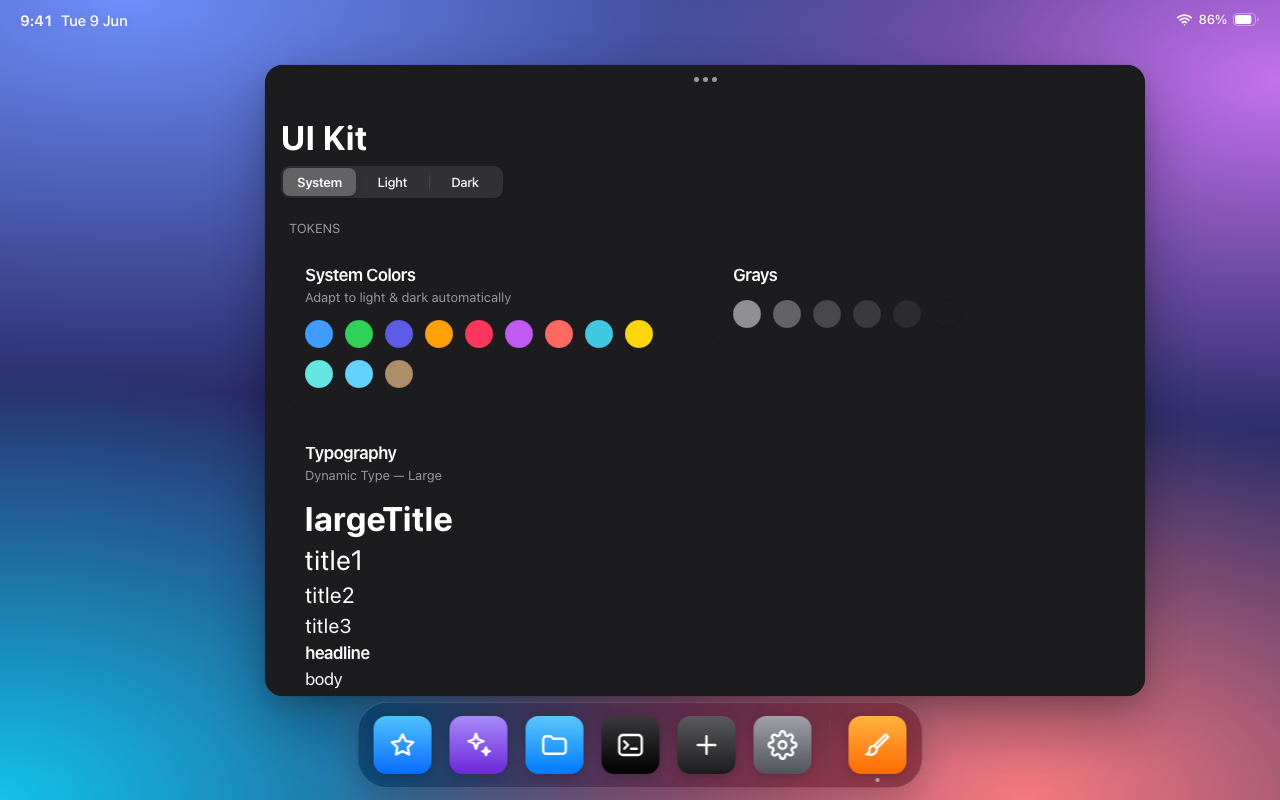 9:41 Tue 9 Jun 86%
UI Kit
System Light Dark
TOKENS
System Colors
Adapt to light & dark automatically
Grays
Typography
Dynamic Type — Large
largeTitle
title1
title2
title3
headline
body